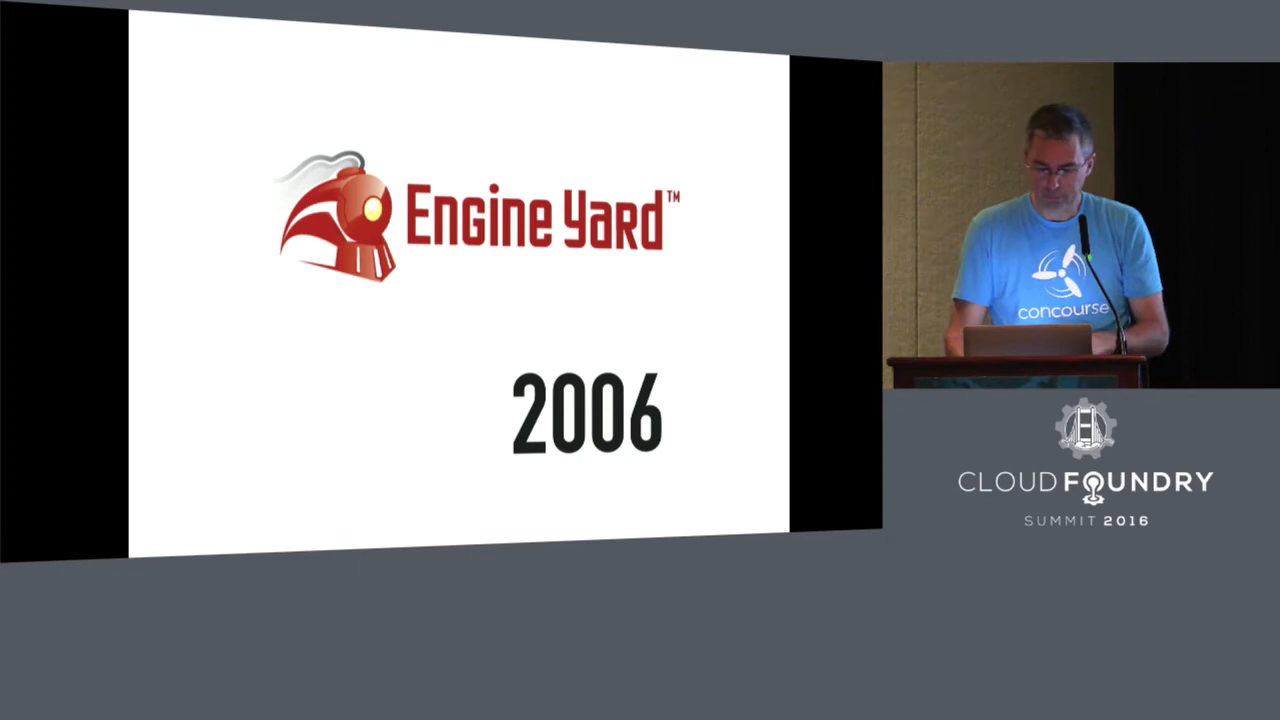 Engine Yard™
2006
concourse
CLOUD FOUNDRY
SUMMIT 2016